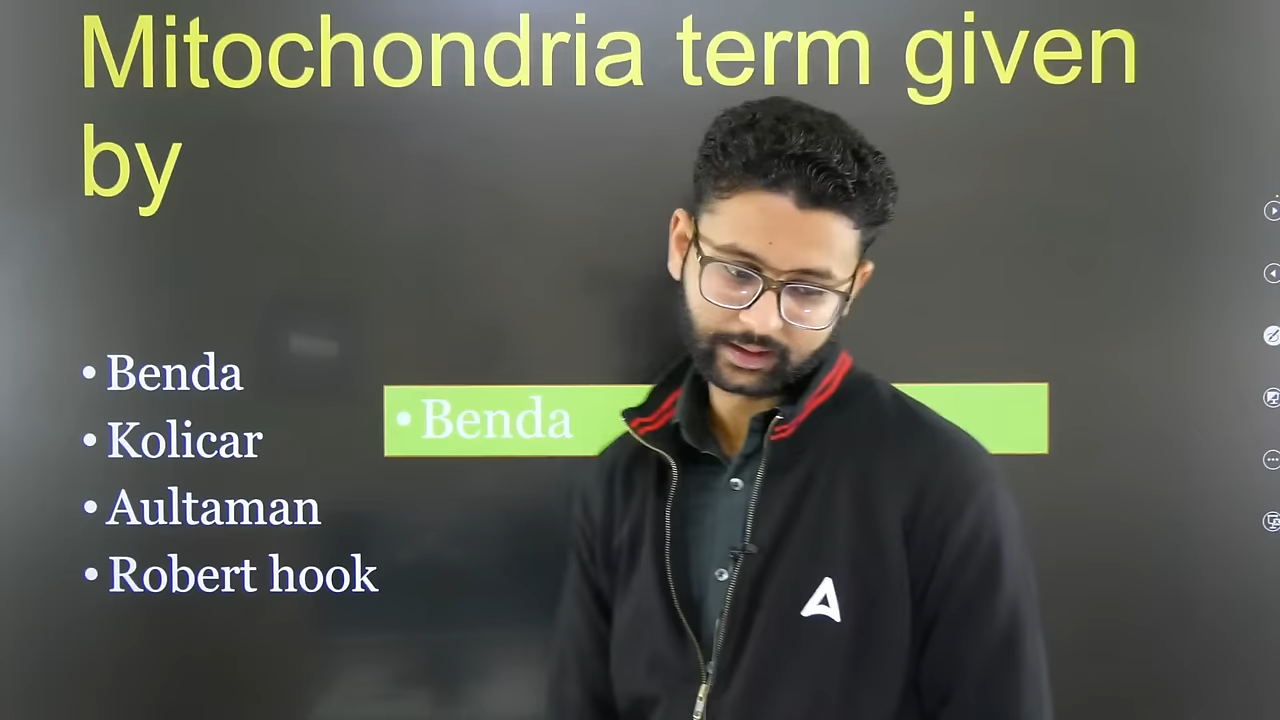 Mitochondria term given
by
• Benda
• Kolicar
• Aultaman
• Robert hook
• Benda